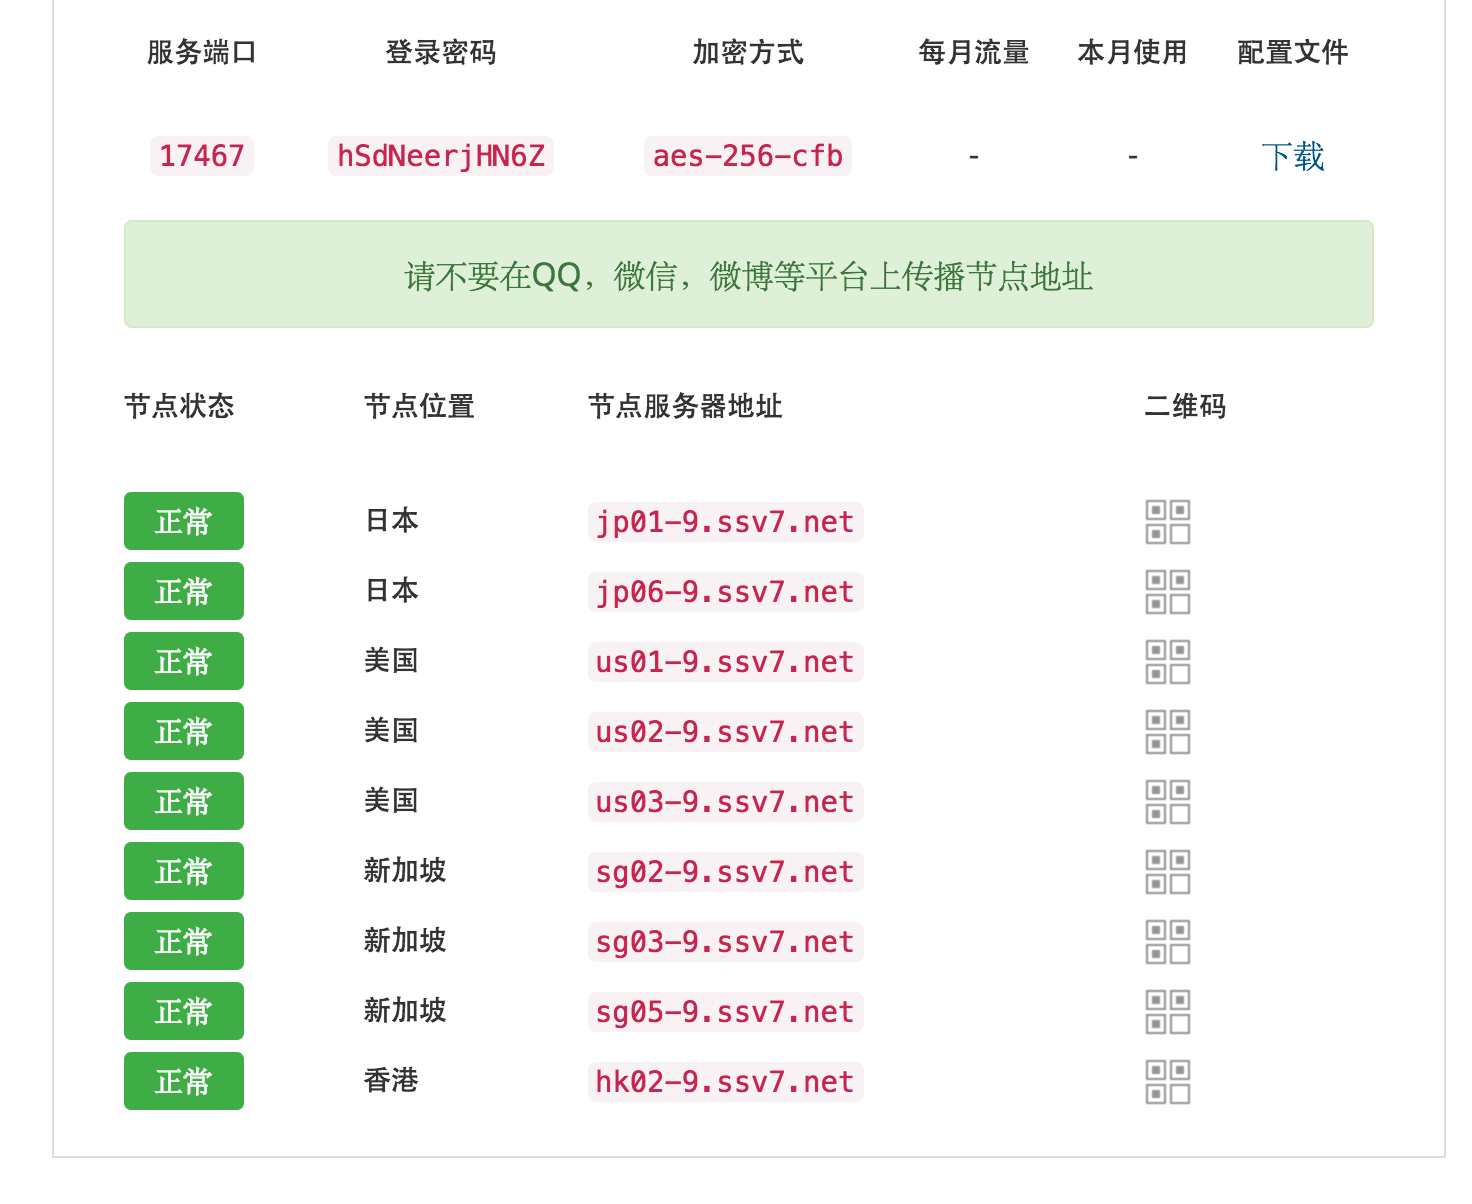 服务端口 登录密码 加密方式 每月流量 本月使用 配置文件
17467 hSdNeerjHN6Z aes-256-cfb - - 下载
请不要在QQ，微信，微博等平台上传播节点地址
节点状态 节点位置 节点服务器地址 二维码
正常 日本 jp01-9.ssv7.net
正常 日本 jp06-9.ssv7.net
正常 美国 us01-9.ssv7.net
正常 美国 us02-9.ssv7.net
正常 美国 us03-9.ssv7.net
正常 新加坡 sg02-9.ssv7.net
正常 新加坡 sg03-9.ssv7.net
正常 新加坡 sg05-9.ssv7.net
正常 香港 hk02-9.ssv7.net